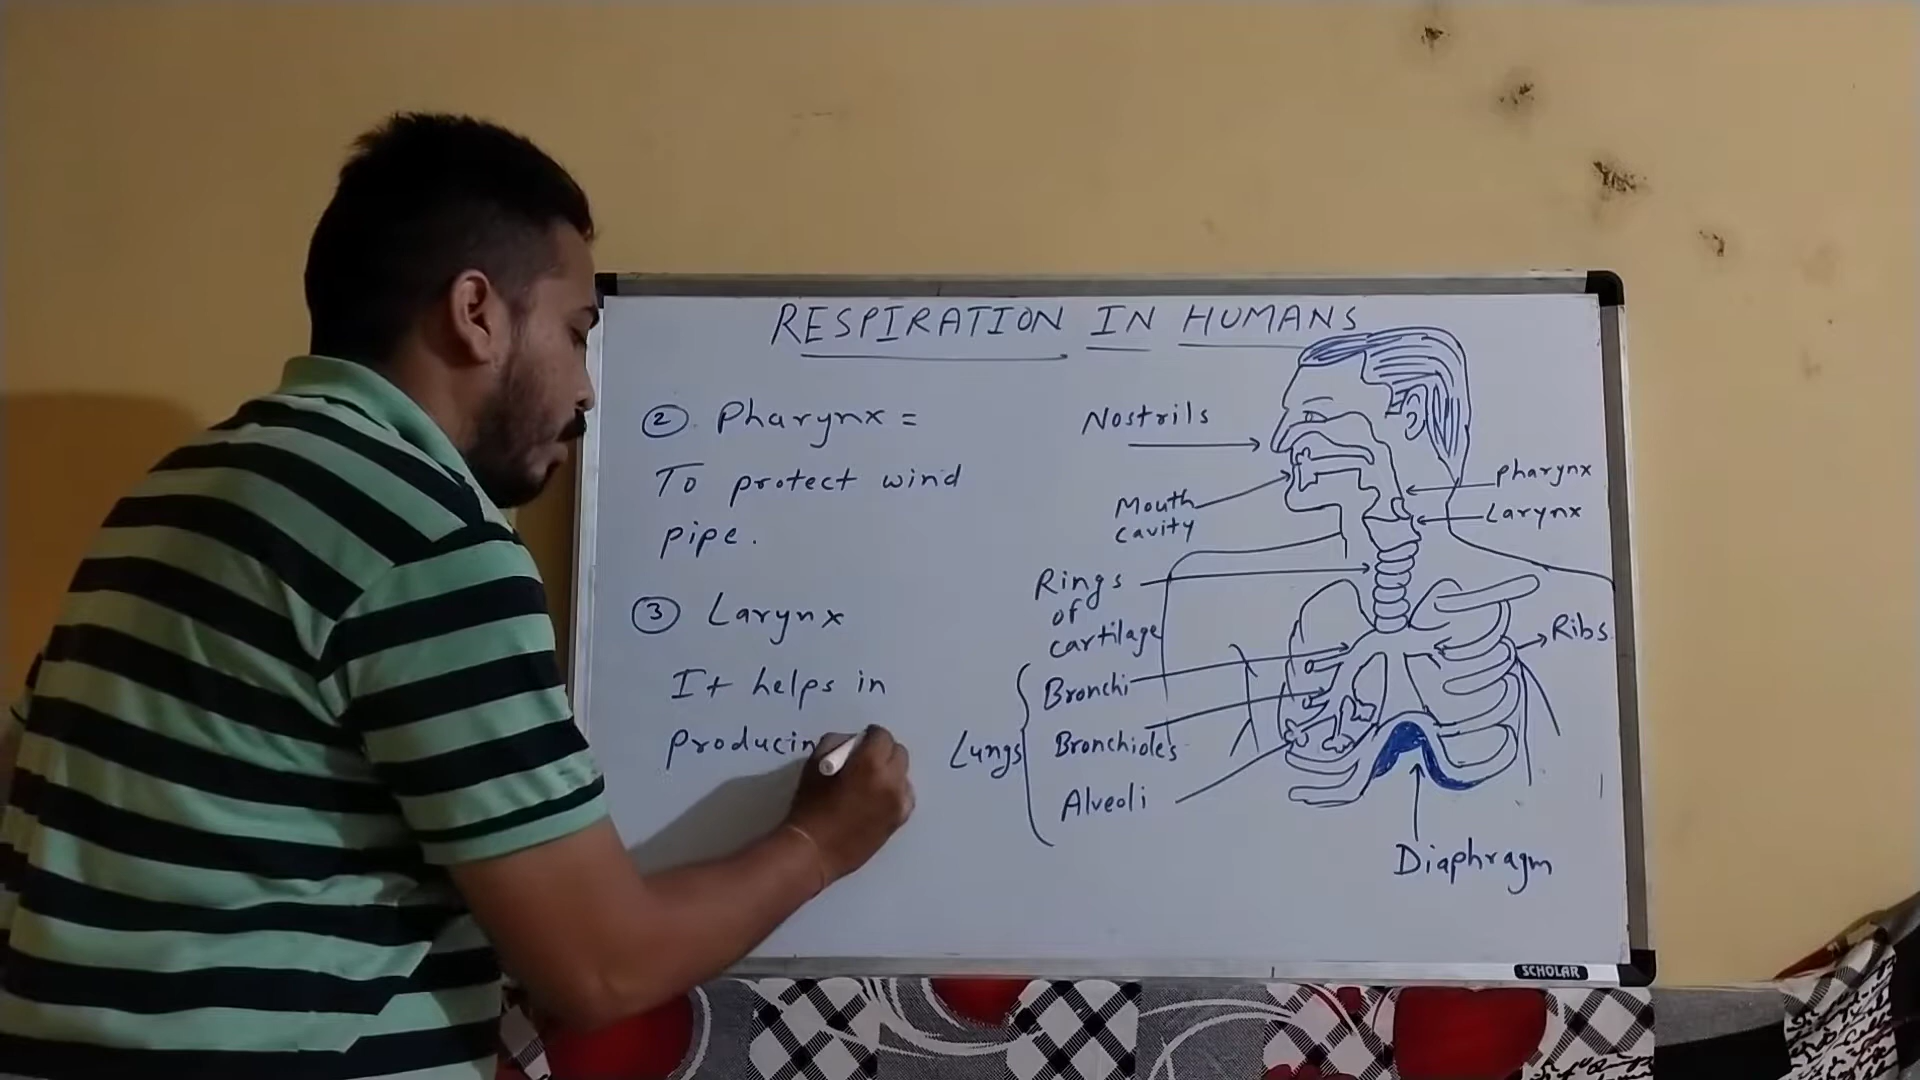 RESPIRATION IN HUMANS
② Pharynx =
To protect wind
pipe.
③ Larynx
It helps in
producin
Nostrils
Mouth
cavity
Rings
of
cartilage
Lungs
Bronchi
Bronchioles
Alveoli
pharynx
Larynx
Ribs
Diaphragm
SCHOLAR